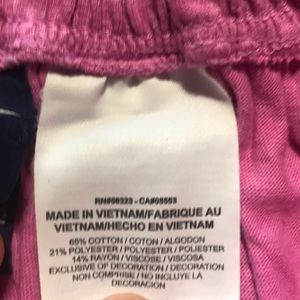 RN#56323 - CA#05553
MADE IN VIETNAM/FABRIQUE AU
VIETNAM/HECHO EN VIETNAM
65% COTTON / COTON / ALGODON
21% POLYESTER / POLYESTER / POLIESTER
14% RAYON / VISCOSE / VISCOSA
EXCLUSIVE OF DECORATION / DECORATION
NON COMPRISE / NO INCLUYE LA
DECORACION